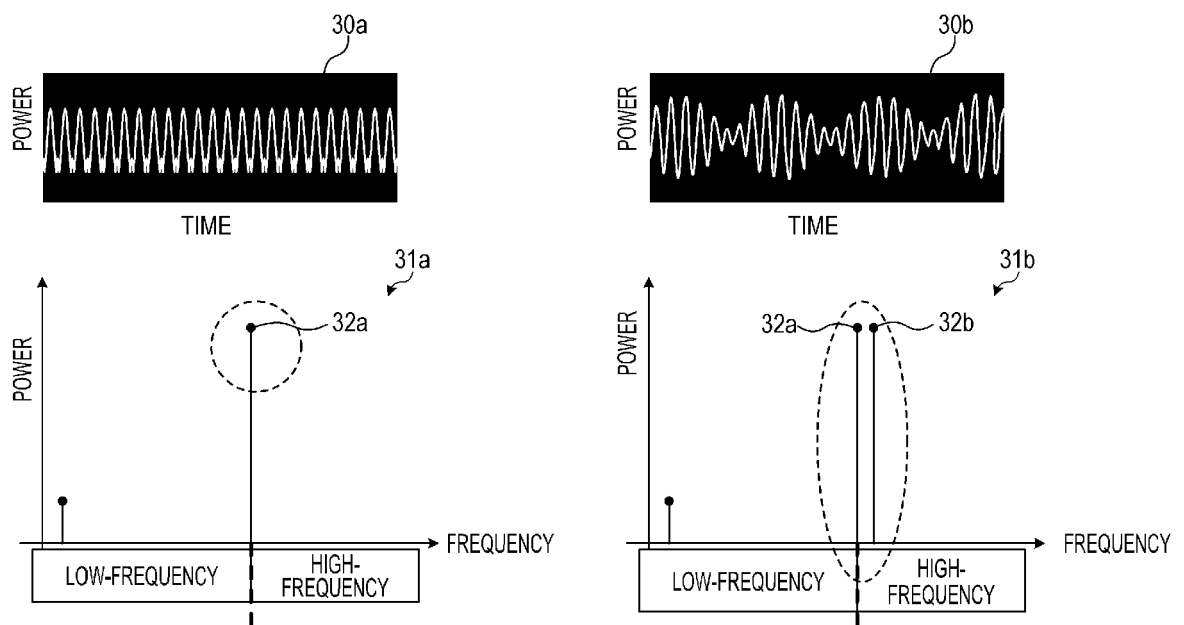 30a
POWER
TIME
31a
32a
POWER
FREQUENCY
LOW-FREQUENCY
HIGH-
FREQUENCY
30b
POWER
TIME
31b
32a
32b
POWER
FREQUENCY
LOW-FREQUENCY
HIGH-
FREQUENCY